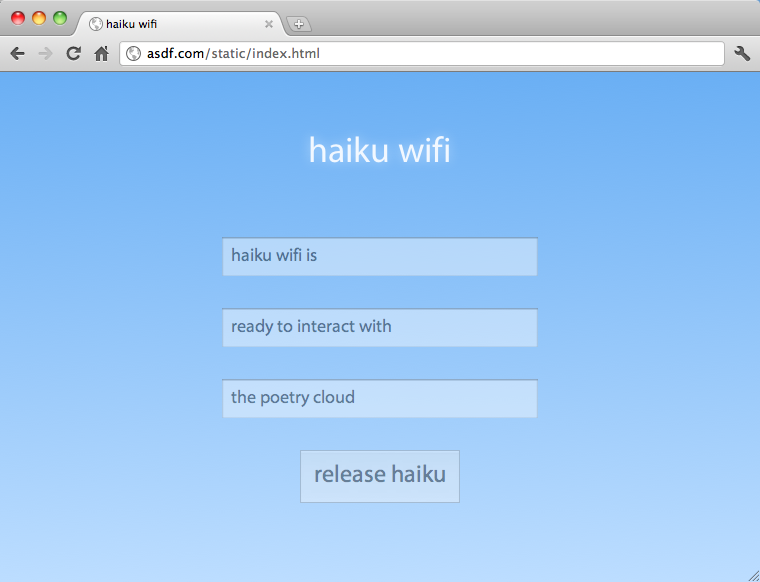 haiku wifi
asdf.com/static/index.html
haiku wifi
haiku wifi is
ready to interact with
the poetry cloud
release haiku